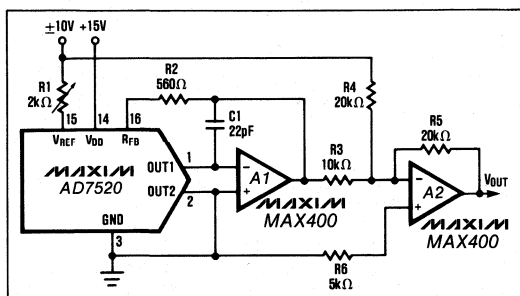 ±10V +15V
R1
2kΩ
R2
560Ω
C1
22pF
R4
20kΩ
15 14 16
VREF VDD RFB
MAXIM
AD7520
OUT1 1
OUT2 2
GND
3
−
+
A1
MAXIM
MAX400
R3
10kΩ
R5
20kΩ
−
+
A2
VOUT
MAXIM
MAX400
R6
5kΩ